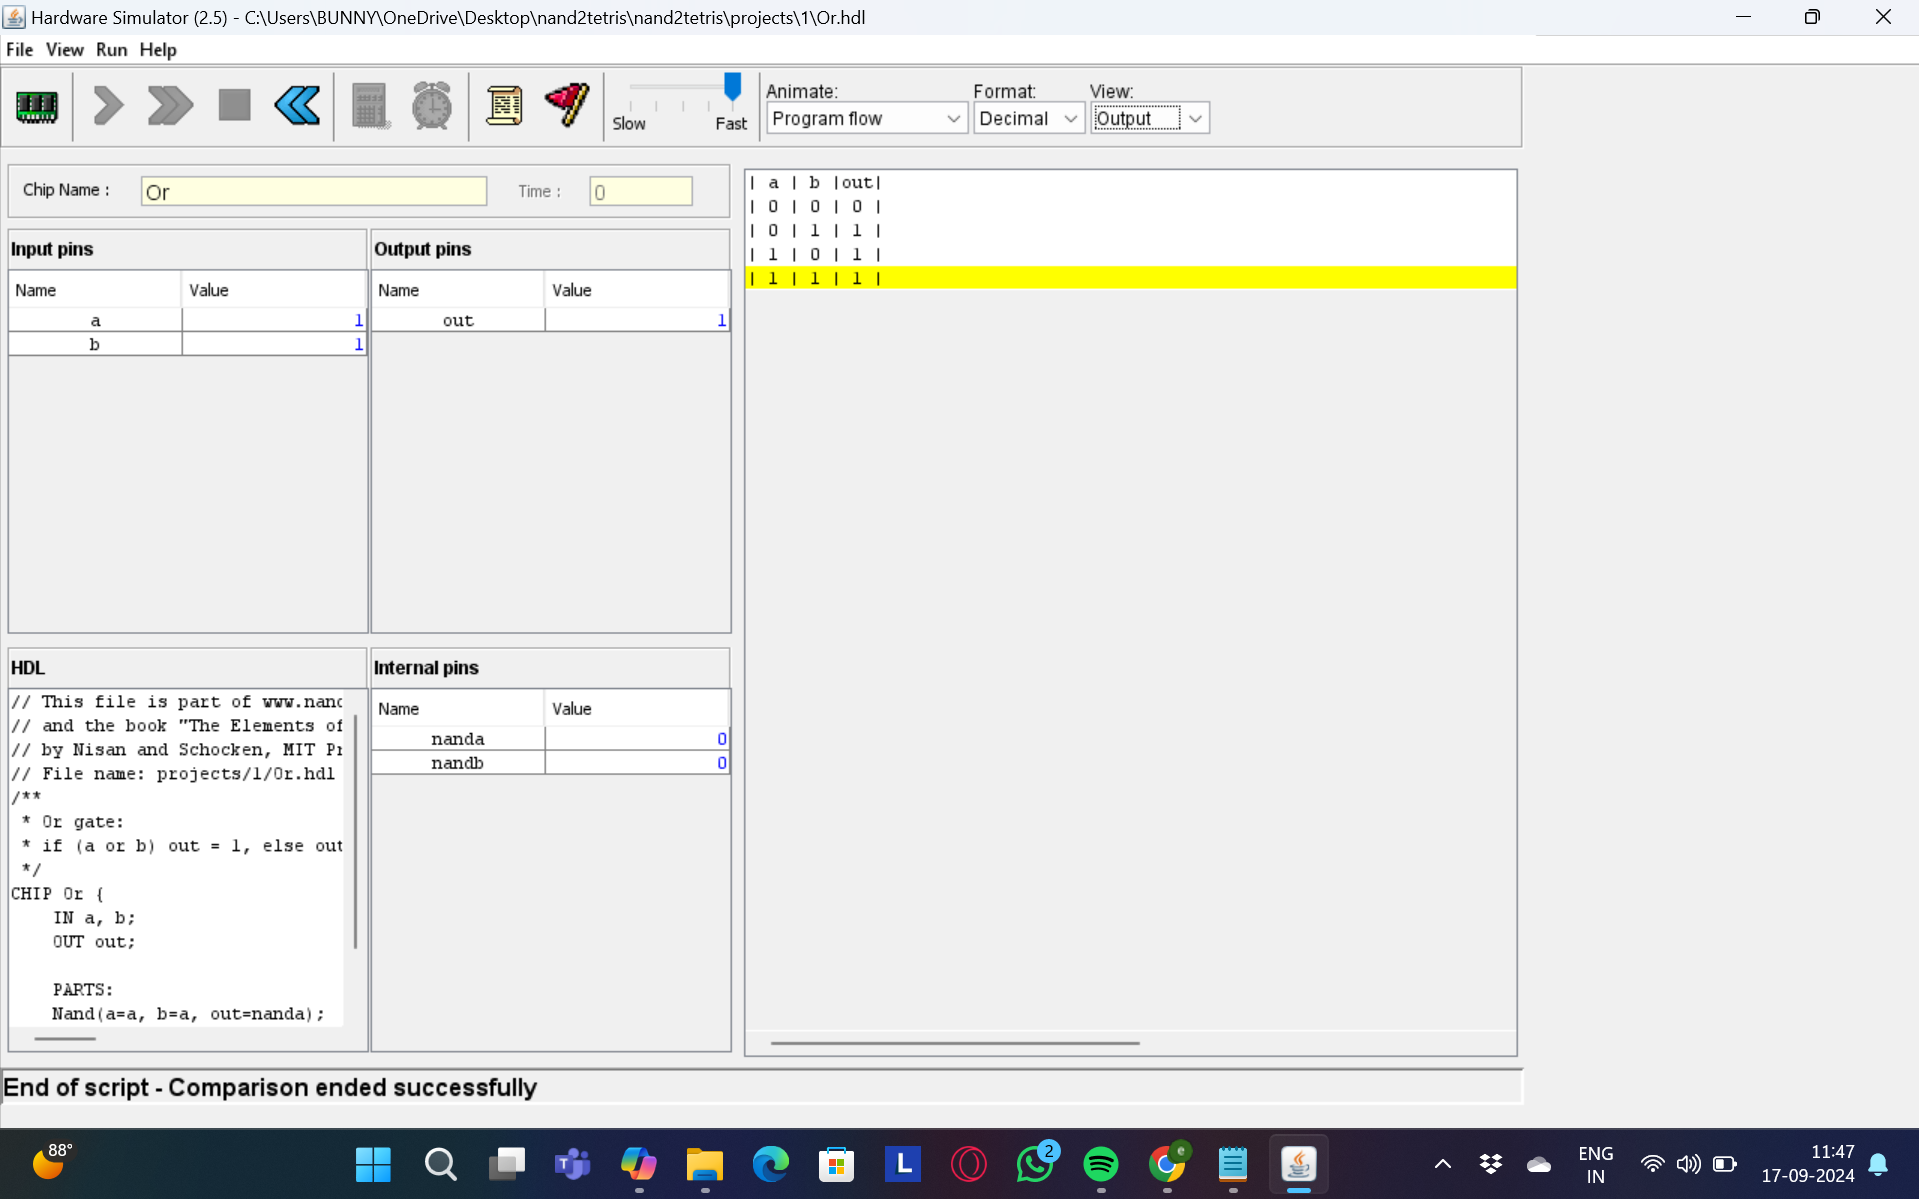 Hardware Simulator (2.5) - C:\Users\BUNNY\OneDrive\Desktop\nand2tetris\nand2tetris\projects\1\Or.hdl
File View Run Help
Slow Fast
Animate: Format: View:
Program flow Decimal Output
Chip Name : Or Time : 0
Input pins Output pins
Name Value Name Value
a 1 out 1
b 1
| a | b |out|
| 0 | 0 | 0 |
| 0 | 1 | 1 |
| 1 | 0 | 1 |
| 1 | 1 | 1 |
HDL
// This file is part of www.nand
// and the book "The Elements of
// by Nisan and Schocken, MIT Pr
// File name: projects/1/Or.hdl
/**
* Or gate:
* if (a or b) out = 1, else out
*/
CHIP Or {
IN a, b;
OUT out;
PARTS:
Nand(a=a, b=a, out=nanda);
Internal pins
Name Value
nanda 0
nandb 0
End of script - Comparison ended successfully
88°
L
2
e
ENG
IN
11:47
17-09-2024